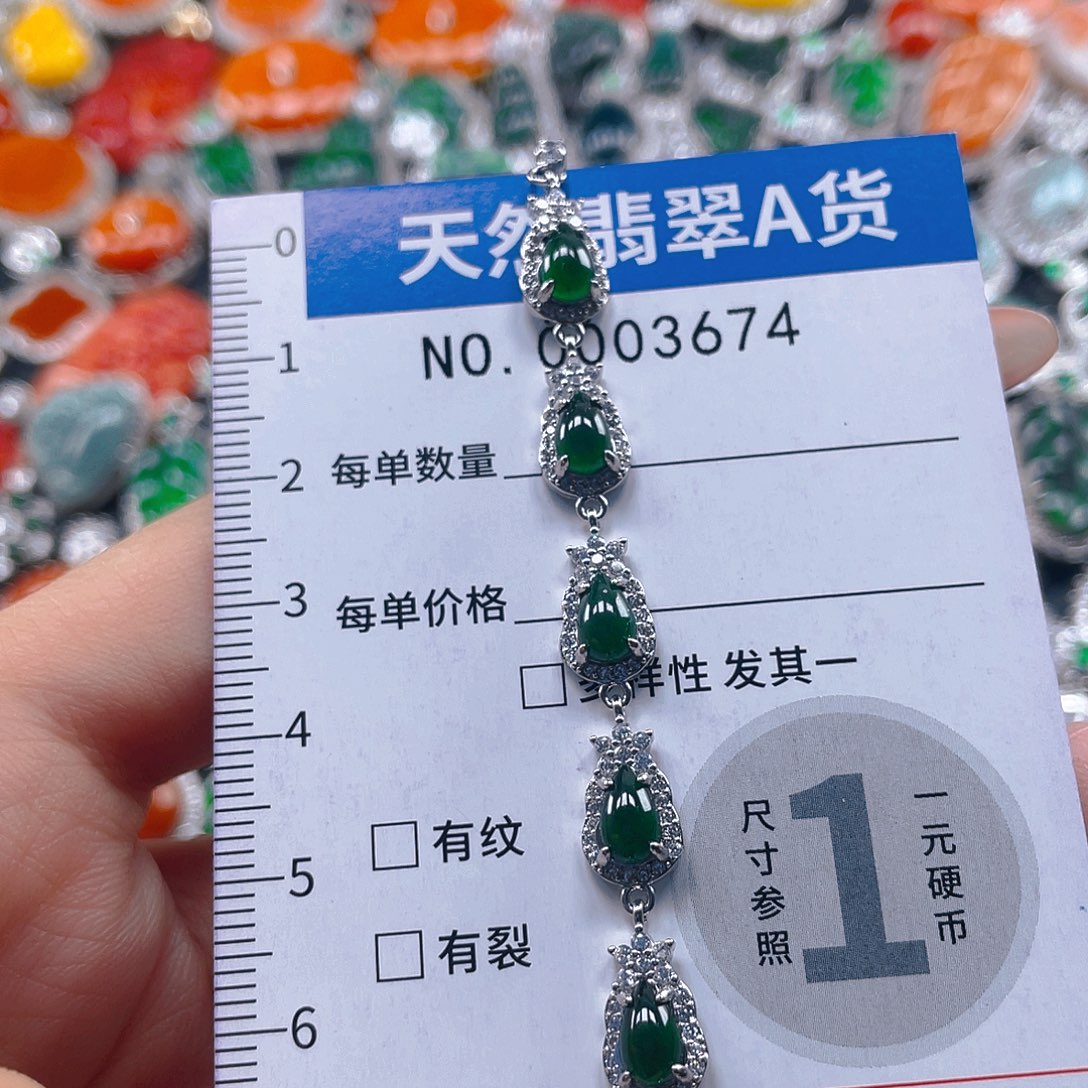 天然翡翠A货
NO. 0003674
0
1
2
3
4
5
6
每单数量
每单价格
多样性 发其一
有纹
有裂
尺寸参照
1
一元硬币